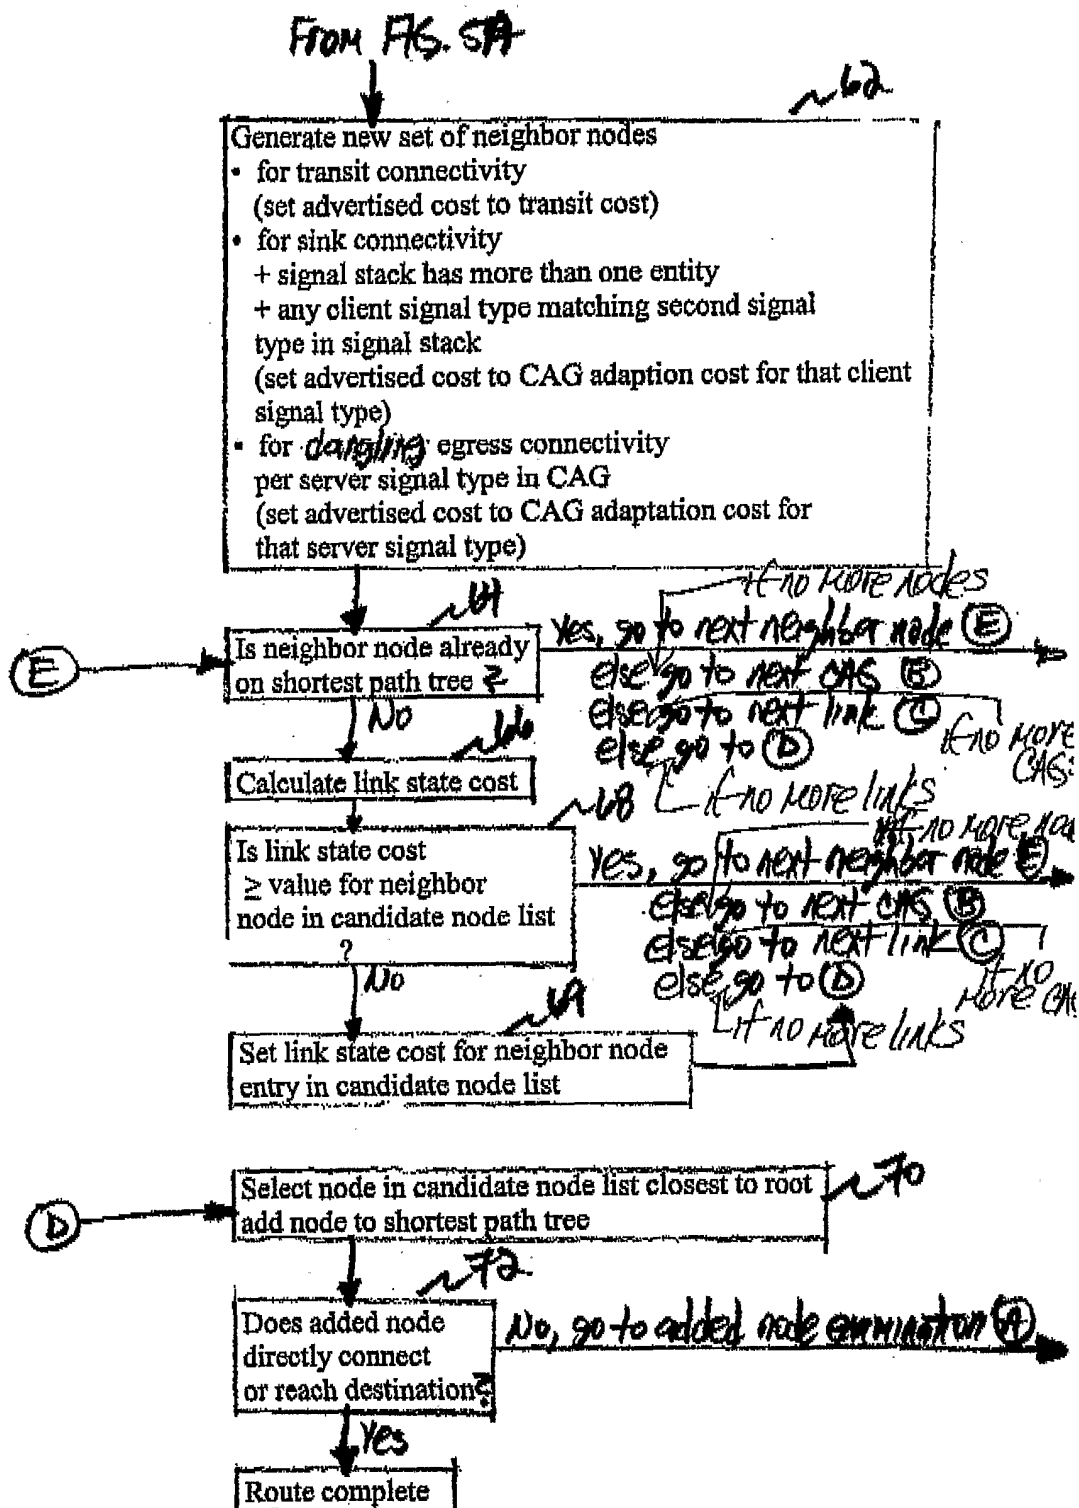 FROM FIG. 5A
62
Generate new set of neighbor nodes
• for transit connectivity
(set advertised cost to transit cost)
• for sink connectivity
+ signal stack has more than one entity
+ any client signal type matching second signal
type in signal stack
(set advertised cost to CAG adaption cost for that client
signal type)
• for dangling egress connectivity
per server signal type in CAG
(set advertised cost to CAG adaptation cost for
that server signal type)
if no more nodes
64
E
Is neighbor node already
on shortest path tree ?
Yes, go to next neighbor node E
else go to next CAG B
else go to next link C
else go to D
if no more
CAGs
if no more links
No
66
Calculate link state cost
68
Is link state cost
≥ value for neighbor
node in candidate node list
?
if no more nod
Yes, go to next neighbor node E
else go to next CAG B
else go to next link C
else go to D
if no
more CAG
if no more links
No
69
Set link state cost for neighbor node
entry in candidate node list
70
D
Select node in candidate node list closest to root
add node to shortest path tree
72
Does added node
directly connect
or reach destination?
No, go to added node examination A
Yes
Route complete